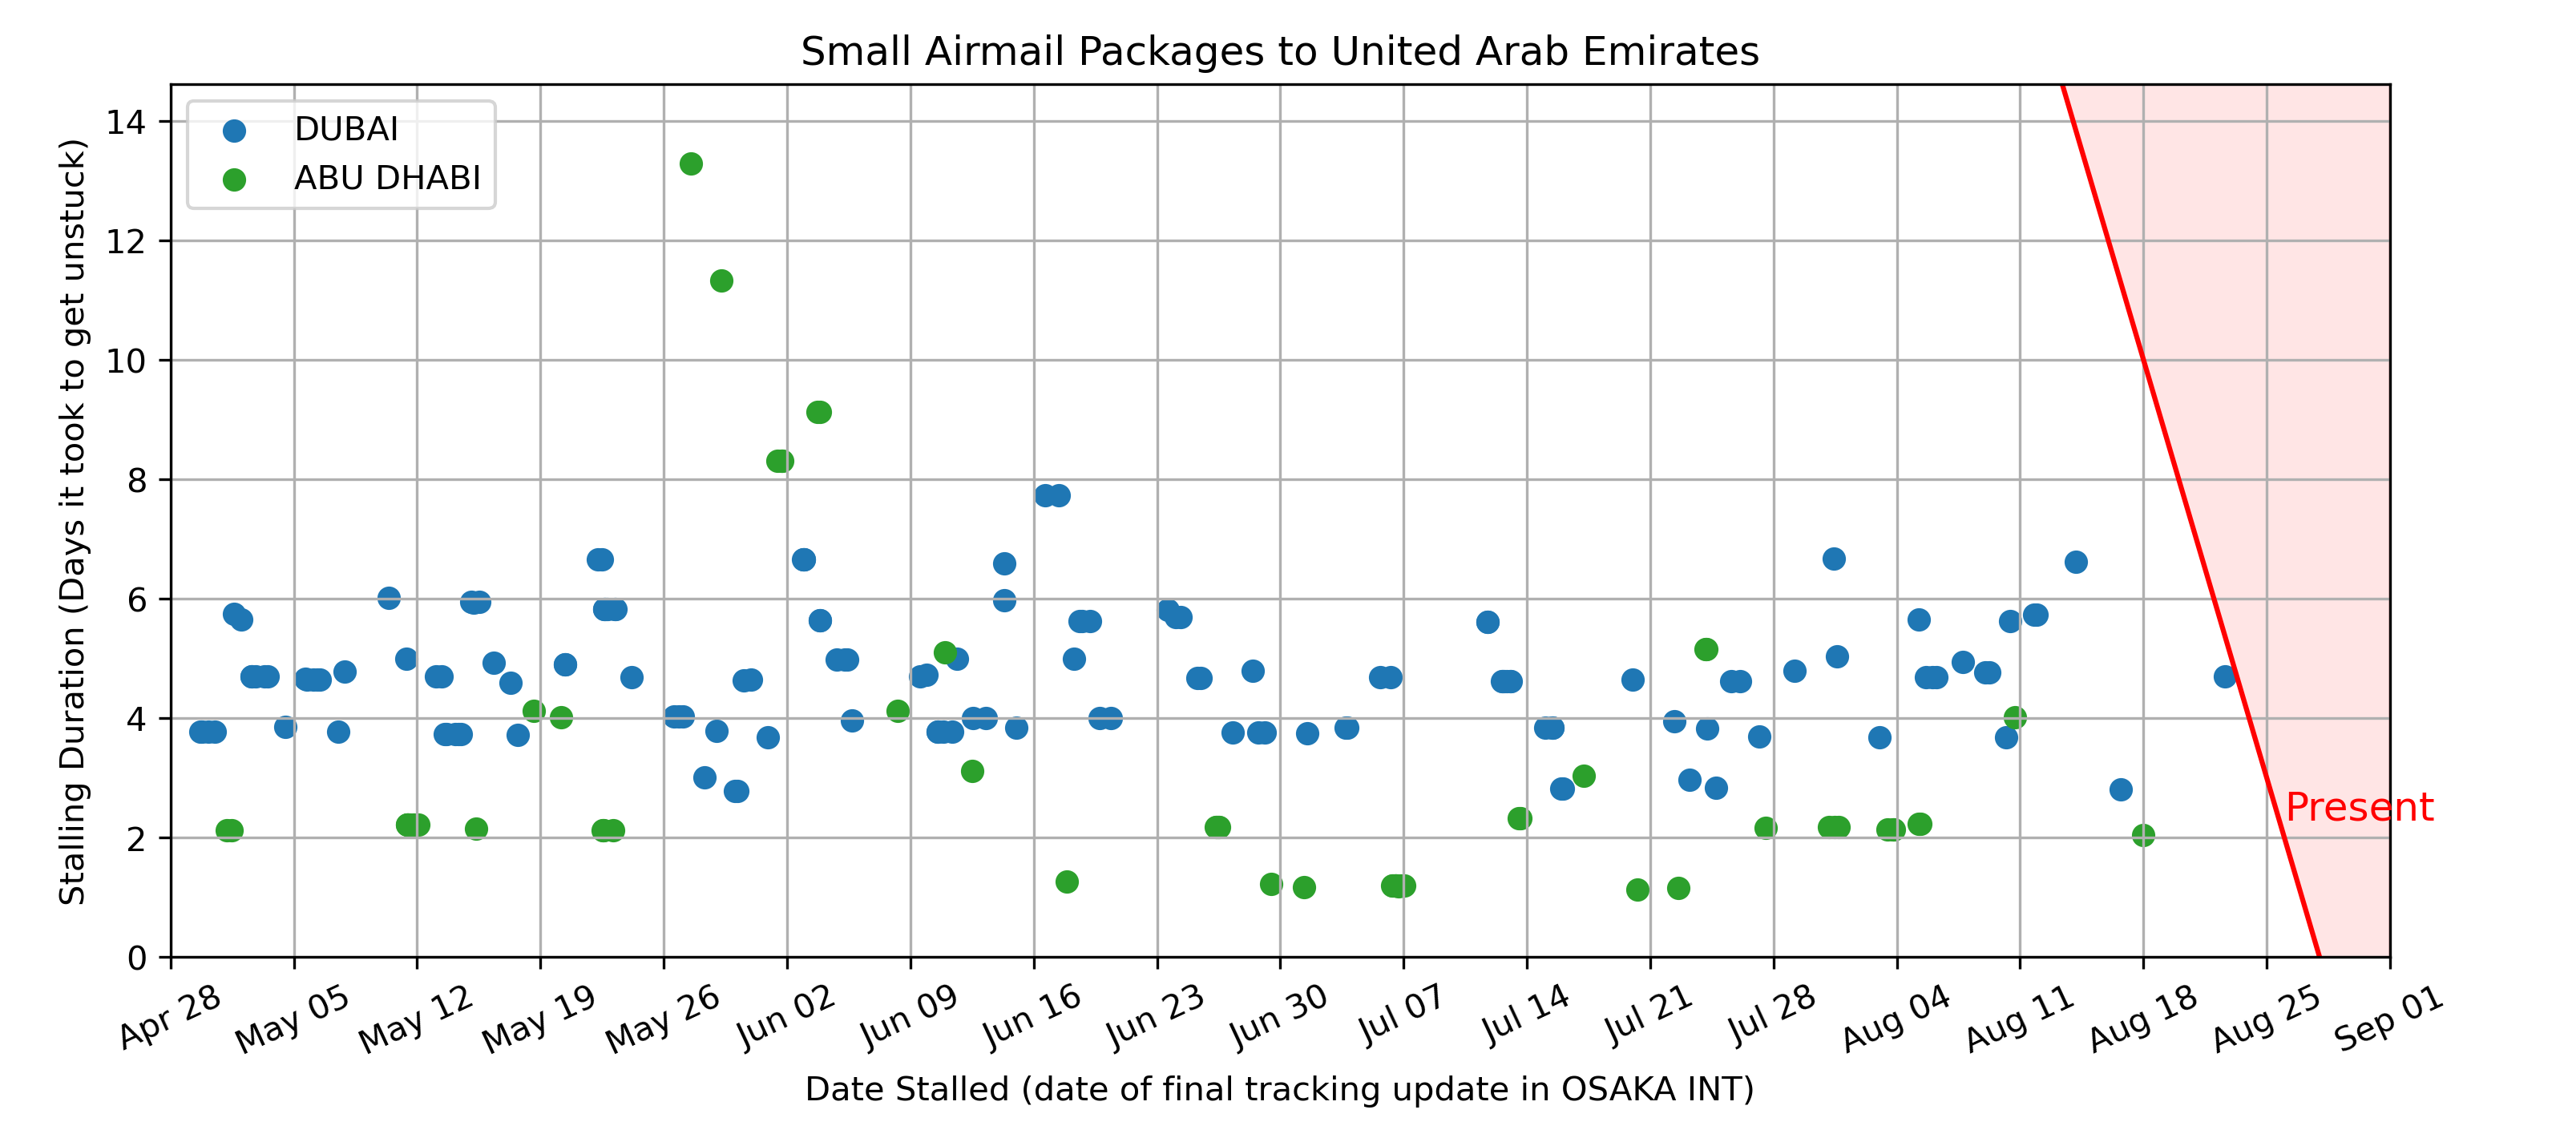 Small Airmail Packages to United Arab Emirates
DUBAI
ABU DHABI
Stalling Duration (Days it took to get unstuck)
14
12
10
8
6
4
2
0
Present
Apr 28
May 05
May 12
May 19
May 26
Jun 02
Jun 09
Jun 16
Jun 23
Jun 30
Jul 07
Jul 14
Jul 21
Jul 28
Aug 04
Aug 11
Aug 18
Aug 25
Sep 01
Date Stalled (date of final tracking update in OSAKA INT)